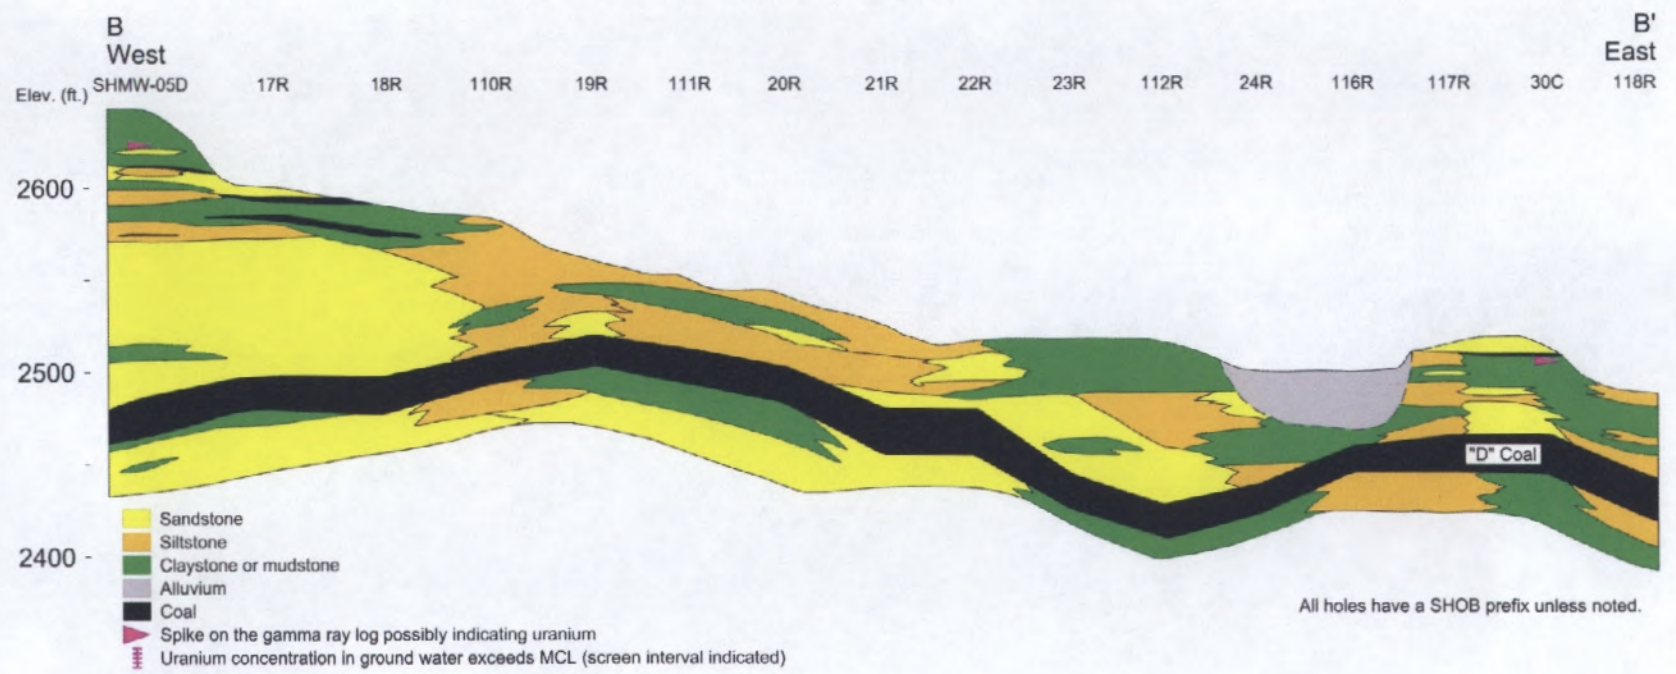 B
West
B'
East
Elev. (ft.) SHMW-05D 17R 18R 110R 19R 111R 20R 21R 22R 23R 112R 24R 116R 117R 30C 118R
2600
2500
"D" Coal
2400
Sandstone
Siltstone
Claystone or mudstone
Alluvium
Coal
Spike on the gamma ray log possibly indicating uranium
Uranium concentration in ground water exceeds MCL (screen interval indicated)
All holes have a SHOB prefix unless noted.